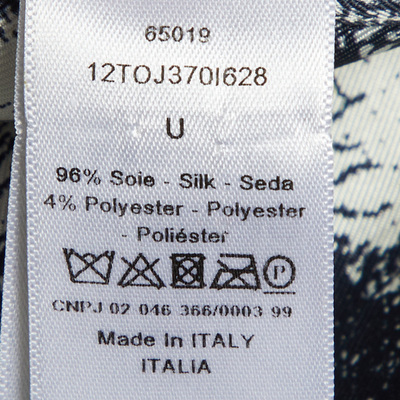 65019
12TOJ370I628
U
96% Soie - Silk - Seda
4% Polyester - Polyester
- Poliéster
P
CNPJ 02 046 366/0003 99
Made In ITALY
ITALIA